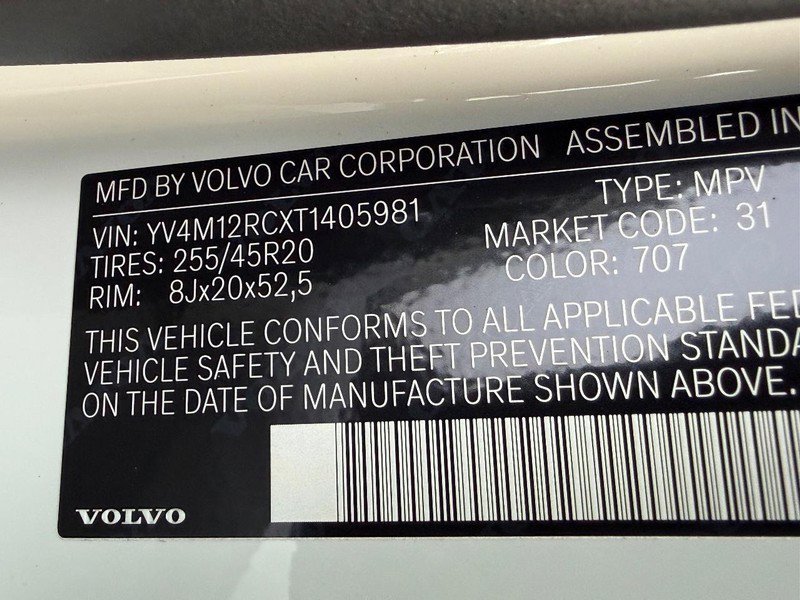 MFD BY VOLVO CAR CORPORATION ASSEMBLED IN
VIN: YV4M12RCXT1405981 TYPE: MPV
TIRES: 255/45R20 MARKET CODE: 31
RIM: 8Jx20x52,5 COLOR: 707
THIS VEHICLE CONFORMS TO ALL APPLICABLE FED
VEHICLE SAFETY AND THEFT PREVENTION STANDA
ON THE DATE OF MANUFACTURE SHOWN ABOVE.
VOLVO